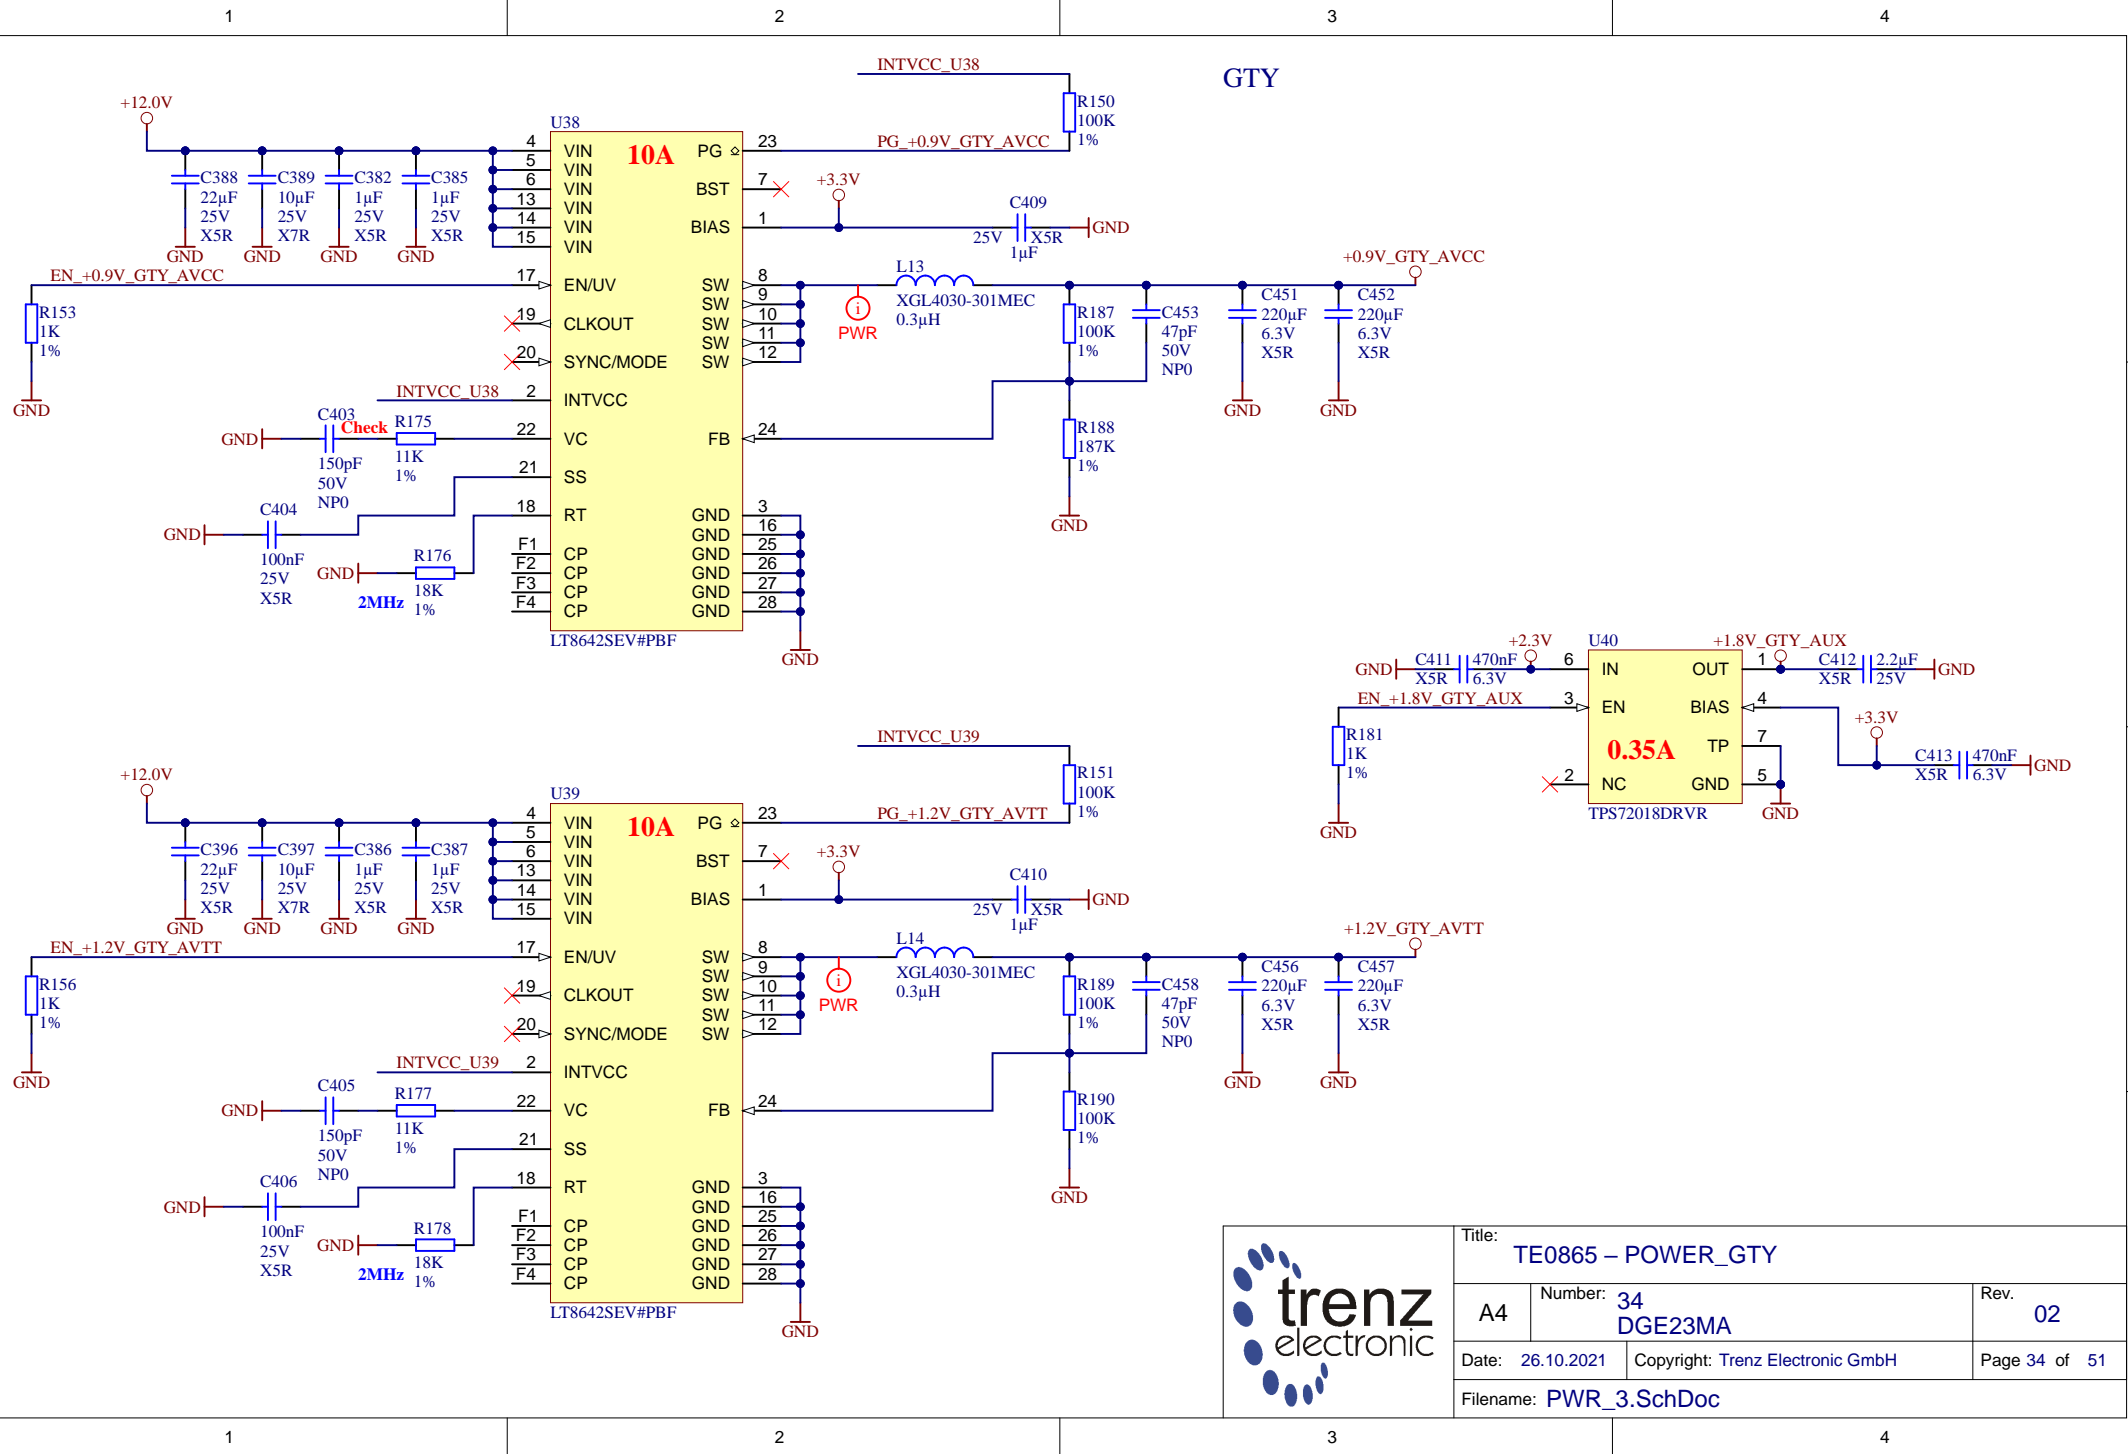 1 2 3 4
GTY
INTVCC_U38
R150
100K
1%
PG_+0.9V_GTY_AVCC
+12.0V
C388
22µF
25V
X5R
GND
C389
10µF
25V
X7R
GND
C382
1µF
25V
X5R
GND
C385
1µF
25V
X5R
GND
EN_+0.9V_GTY_AVCC
R153
1K
1%
GND
U38
10A
4 VIN
5 VIN
6 VIN
13 VIN
14 VIN
15 VIN
17 EN/UV
19 CLKOUT
20 SYNC/MODE
2 INTVCC
22 VC
21 SS
18 RT
F1 CP
F2 CP
F3 CP
F4 CP
PG 23
BST 7
BIAS 1
SW 8
SW 9
SW 10
SW 11
SW 12
FB 24
GND 3
GND 16
GND 25
GND 26
GND 27
GND 28
LT8642SEV#PBF
GND
INTVCC_U38
GND
C403
150pF
50V
NP0
Check
R175
11K
1%
GND
C404
100nF
25V
X5R
GND
R176
18K
1%
2MHz
+3.3V
C409
25V
X5R
1µF
GND
PWR
L13
XGL4030-301MEC
0.3µH
R187
100K
1%
C453
47pF
50V
NP0
R188
187K
1%
GND
C451
220µF
6.3V
X5R
GND
C452
220µF
6.3V
X5R
GND
+0.9V_GTY_AVCC
U40
0.35A
6 IN
3 EN
2 NC
OUT 1
BIAS 4
TP 7
GND 5
TPS72018DRVR
GND
C411
470nF
X5R
6.3V
+2.3V
EN_+1.8V_GTY_AUX
R181
1K
1%
GND
+1.8V_GTY_AUX
C412
2.2µF
X5R
25V
GND
+3.3V
C413
470nF
X5R
6.3V
GND
GND
INTVCC_U39
R151
100K
1%
PG_+1.2V_GTY_AVTT
+12.0V
C396
22µF
25V
X5R
GND
C397
10µF
25V
X7R
GND
C386
1µF
25V
X5R
GND
C387
1µF
25V
X5R
GND
EN_+1.2V_GTY_AVTT
R156
1K
1%
GND
U39
10A
4 VIN
5 VIN
6 VIN
13 VIN
14 VIN
15 VIN
17 EN/UV
19 CLKOUT
20 SYNC/MODE
2 INTVCC
22 VC
21 SS
18 RT
F1 CP
F2 CP
F3 CP
F4 CP
PG 23
BST 7
BIAS 1
SW 8
SW 9
SW 10
SW 11
SW 12
FB 24
GND 3
GND 16
GND 25
GND 26
GND 27
GND 28
LT8642SEV#PBF
GND
INTVCC_U39
GND
C405
150pF
50V
NP0
R177
11K
1%
GND
C406
100nF
25V
X5R
GND
R178
18K
1%
2MHz
+3.3V
C410
25V
X5R
1µF
GND
PWR
L14
XGL4030-301MEC
0.3µH
R189
100K
1%
C458
47pF
50V
NP0
R190
100K
1%
GND
C456
220µF
6.3V
X5R
GND
C457
220µF
6.3V
X5R
GND
+1.2V_GTY_AVTT
trenz
electronic
Title:
TE0865 – POWER_GTY
A4
Number: 34
DGE23MA
Rev.
02
Date: 26.10.2021
Copyright: Trenz Electronic GmbH
Page 34 of 51
Filename: PWR_3.SchDoc
1 2 3 4